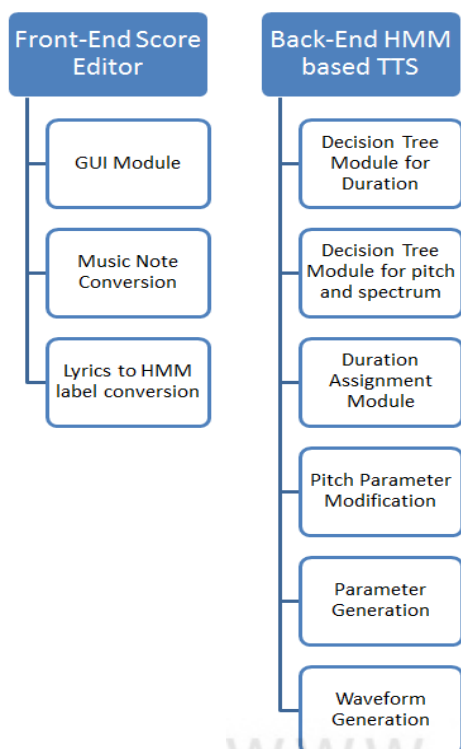 Front-End Score
Editor
GUI Module
Music Note
Conversion
Lyrics to HMM
label conversion
Back-End HMM
based TTS
Decision Tree
Module for
Duration
Decision Tree
Module for pitch
and spectrum
Duration
Assignment
Module
Pitch Parameter
Modification
Parameter
Generation
Waveform
Generation
www